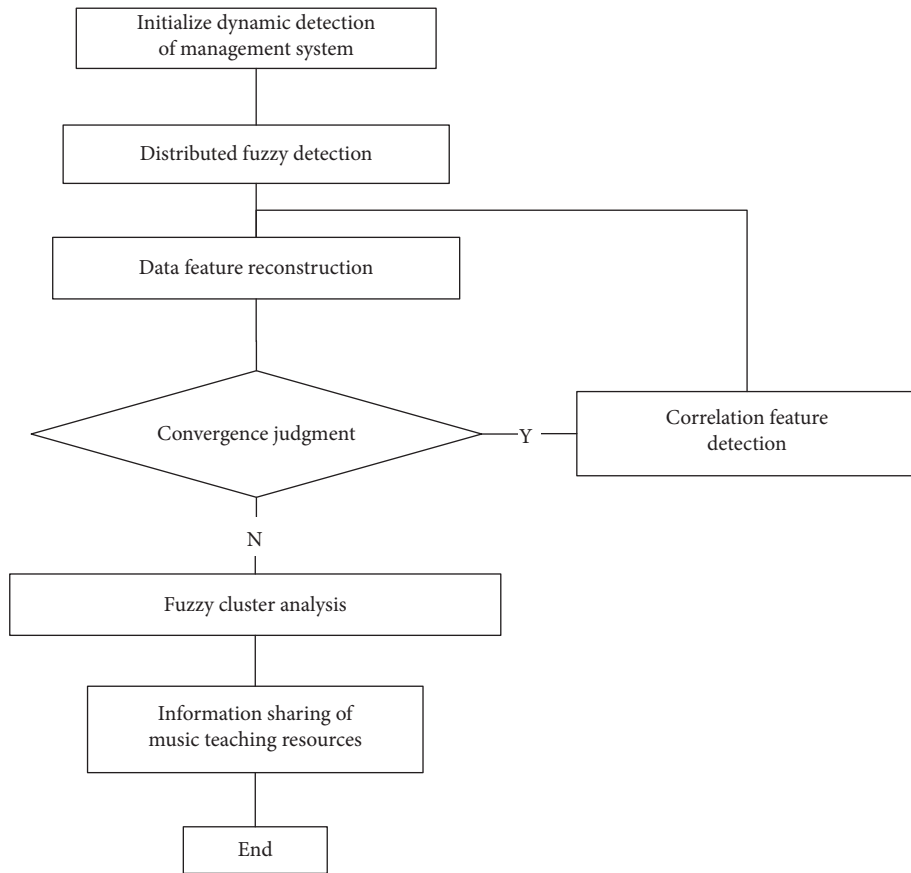 Initialize dynamic detection
of management system
Distributed fuzzy detection
Data feature reconstruction
Convergence judgment
Y
Correlation feature
detection
N
Fuzzy cluster analysis
Information sharing of
music teaching resources
End